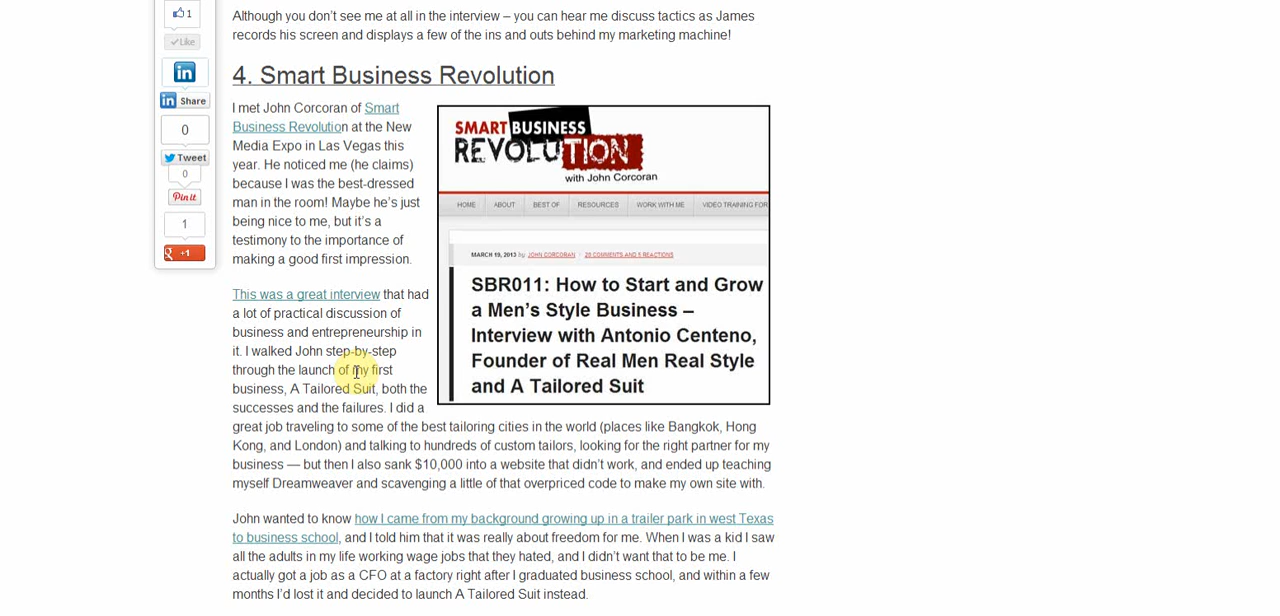 Although you don't see me at all in the interview – you can hear me discuss tactics as James
records his screen and displays a few of the ins and outs behind my marketing machine!
1
Like
in
in Share
0
Tweet
0
Pin it
1
g +1
4. Smart Business Revolution
I met John Corcoran of Smart
Business Revolution at the New
Media Expo in Las Vegas this
year. He noticed me (he claims)
because I was the best-dressed
man in the room! Maybe he's just
being nice to me, but it's a
testimony to the importance of
making a good first impression.
SMART BUSINESS
REVOLUTION
with John Corcoran
HOME ABOUT BEST OF RESOURCES WORK WITH ME VIDEO TRAINING FOR
MARCH 19, 2013 by JOHN CORCORAN / 20 COMMENTS AND 5 REACTIONS
SBR011: How to Start and Grow
a Men's Style Business –
Interview with Antonio Centeno,
Founder of Real Men Real Style
and A Tailored Suit
This was a great interview that had
a lot of practical discussion of
business and entrepreneurship in
it. I walked John step-by-step
through the launch of my first
business, A Tailored Suit, both the
successes and the failures. I did a
great job traveling to some of the best tailoring cities in the world (places like Bangkok, Hong
Kong, and London) and talking to hundreds of custom tailors, looking for the right partner for my
business — but then I also sank $10,000 into a website that didn't work, and ended up teaching
myself Dreamweaver and scavenging a little of that overpriced code to make my own site with.
John wanted to know how I came from my background growing up in a trailer park in west Texas
to business school, and I told him that it was really about freedom for me. When I was a kid I saw
all the adults in my life working wage jobs that they hated, and I didn't want that to be me. I
actually got a job as a CFO at a factory right after I graduated business school, and within a few
months I'd lost it and decided to launch A Tailored Suit instead.